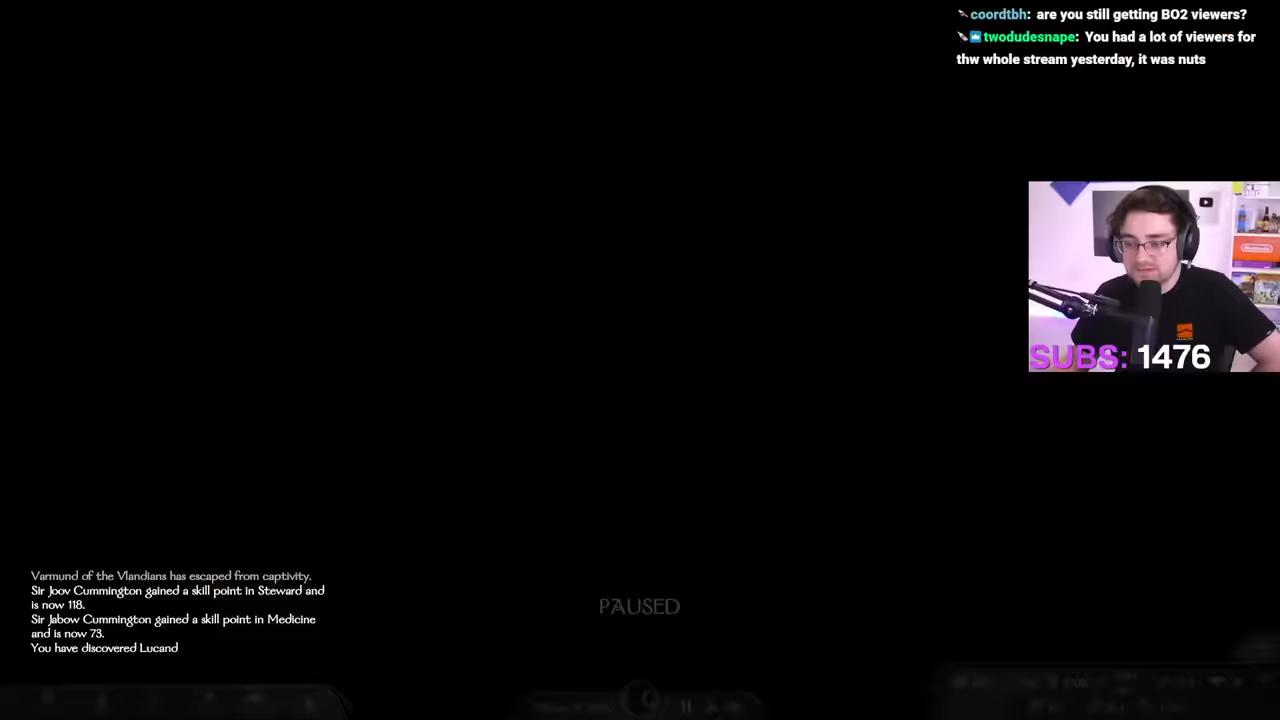 coordtbh: are you still getting BO2 viewers?
twodudesnape: You had a lot of viewers for
thw whole stream yesterday, it was nuts
Nintendo
SUBS: 1476
Varmund of the Vlandians has escaped from captivity.
Sir Joov Cummington gained a skill point in Steward and
is now 118.
Sir Jabow Cummington gained a skill point in Medicine
and is now 73.
You have discovered Lucand
PAUSED